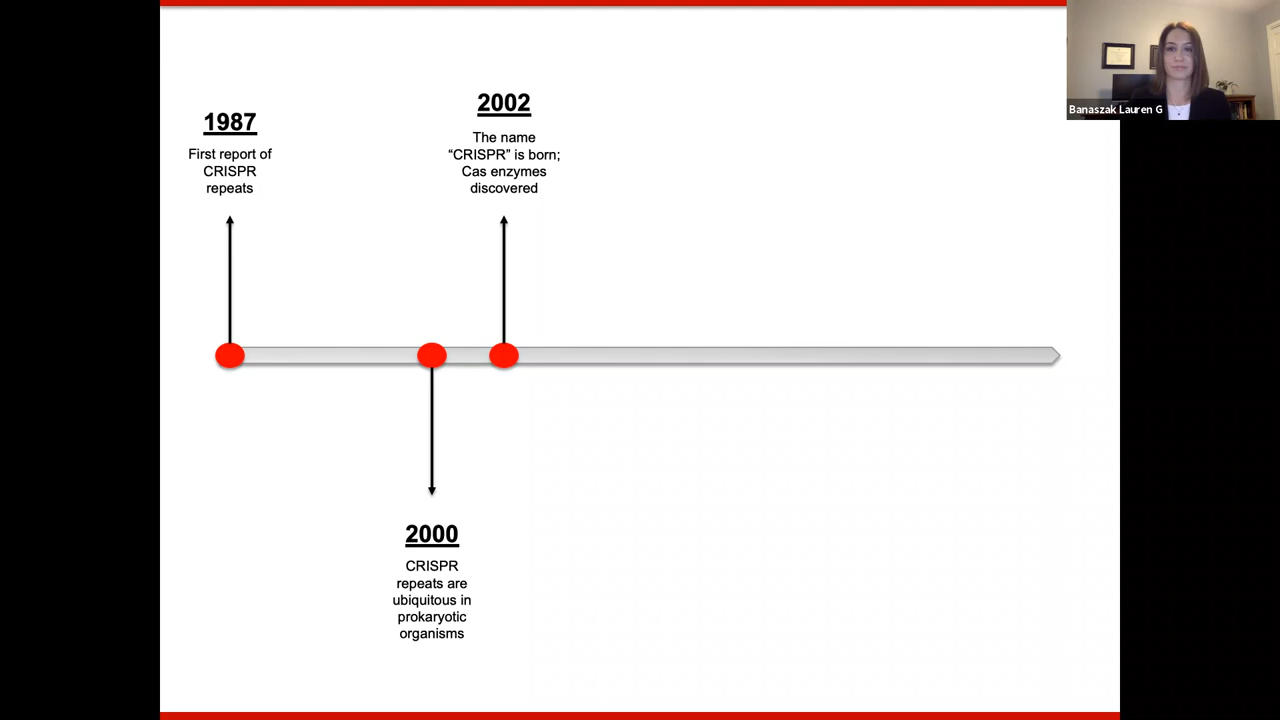 Banaszak Lauren G
1987
First report of
CRISPR
repeats
2002
The name
“CRISPR” is born;
Cas enzymes
discovered
2000
CRISPR
repeats are
ubiquitous in
prokaryotic
organisms